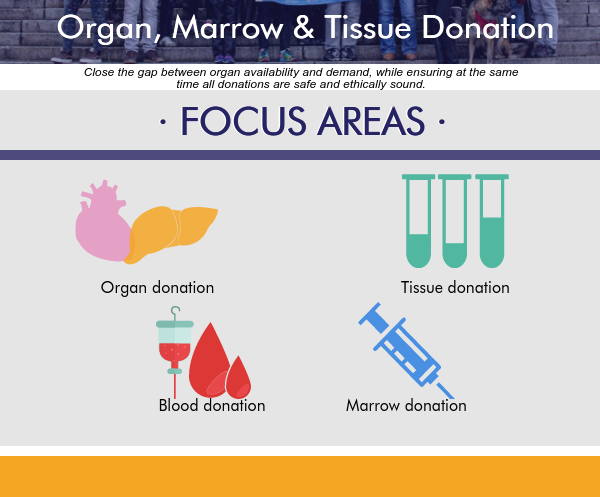 Organ, Marrow & Tissue Donation
Close the gap between organ availability and demand, while ensuring at the same
time all donations are safe and ethically sound.
· FOCUS AREAS ·
Organ donation
Tissue donation
Blood donation
Marrow donation